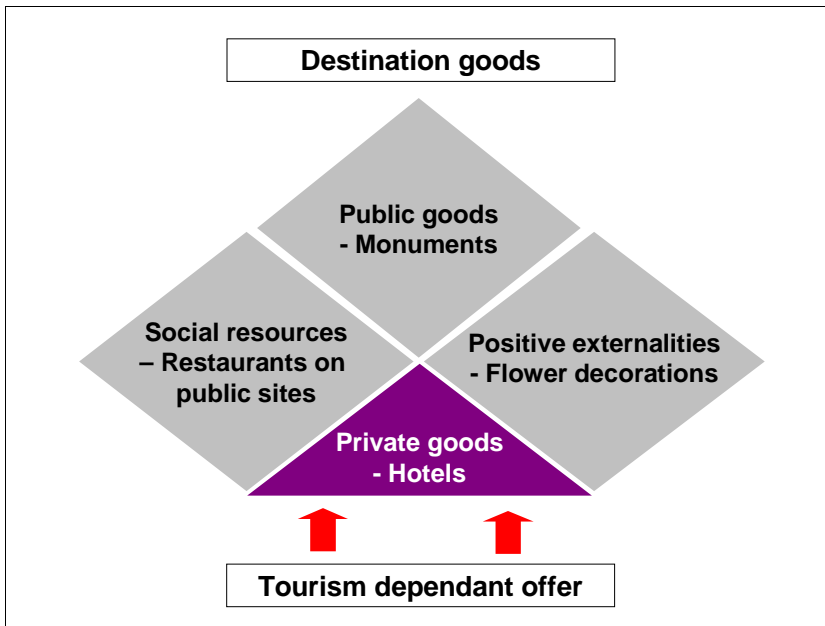 Destination goods
Public goods
- Monuments
Social resources
– Restaurants on
public sites
Positive externalities
- Flower decorations
Private goods
- Hotels
Tourism dependant offer